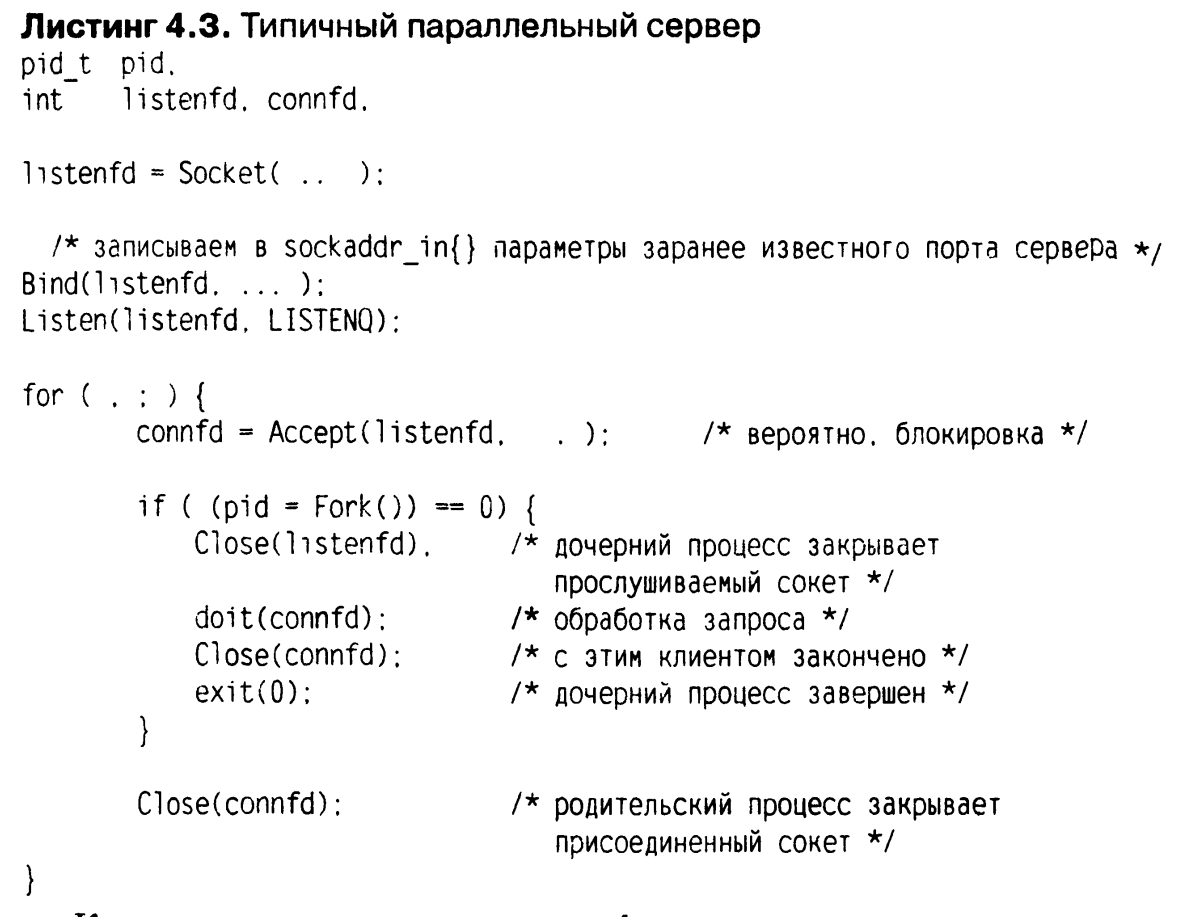 Листинг 4.3. Типичный параллельный сервер
pid_t pid.
int listenfd. connfd.
listenfd = Socket( .. ):
/* записываем в sockaddr_in{} параметры заранее известного порта сервера */
Bind(listenfd. ... ):
Listen(listenfd. LISTENQ):
for ( . : ) {
connfd = Accept(listenfd. . ): /* вероятно. блокировка */
if ( (pid = Fork()) == 0) {
Close(listenfd). /* дочерний процесс закрывает
прослушиваемый сокет */
doit(connfd): /* обработка запроса */
Close(connfd): /* с этим клиентом закончено */
exit(0): /* дочерний процесс завершен */
}
Close(connfd): /* родительский процесс закрывает
присоединенный сокет */
}